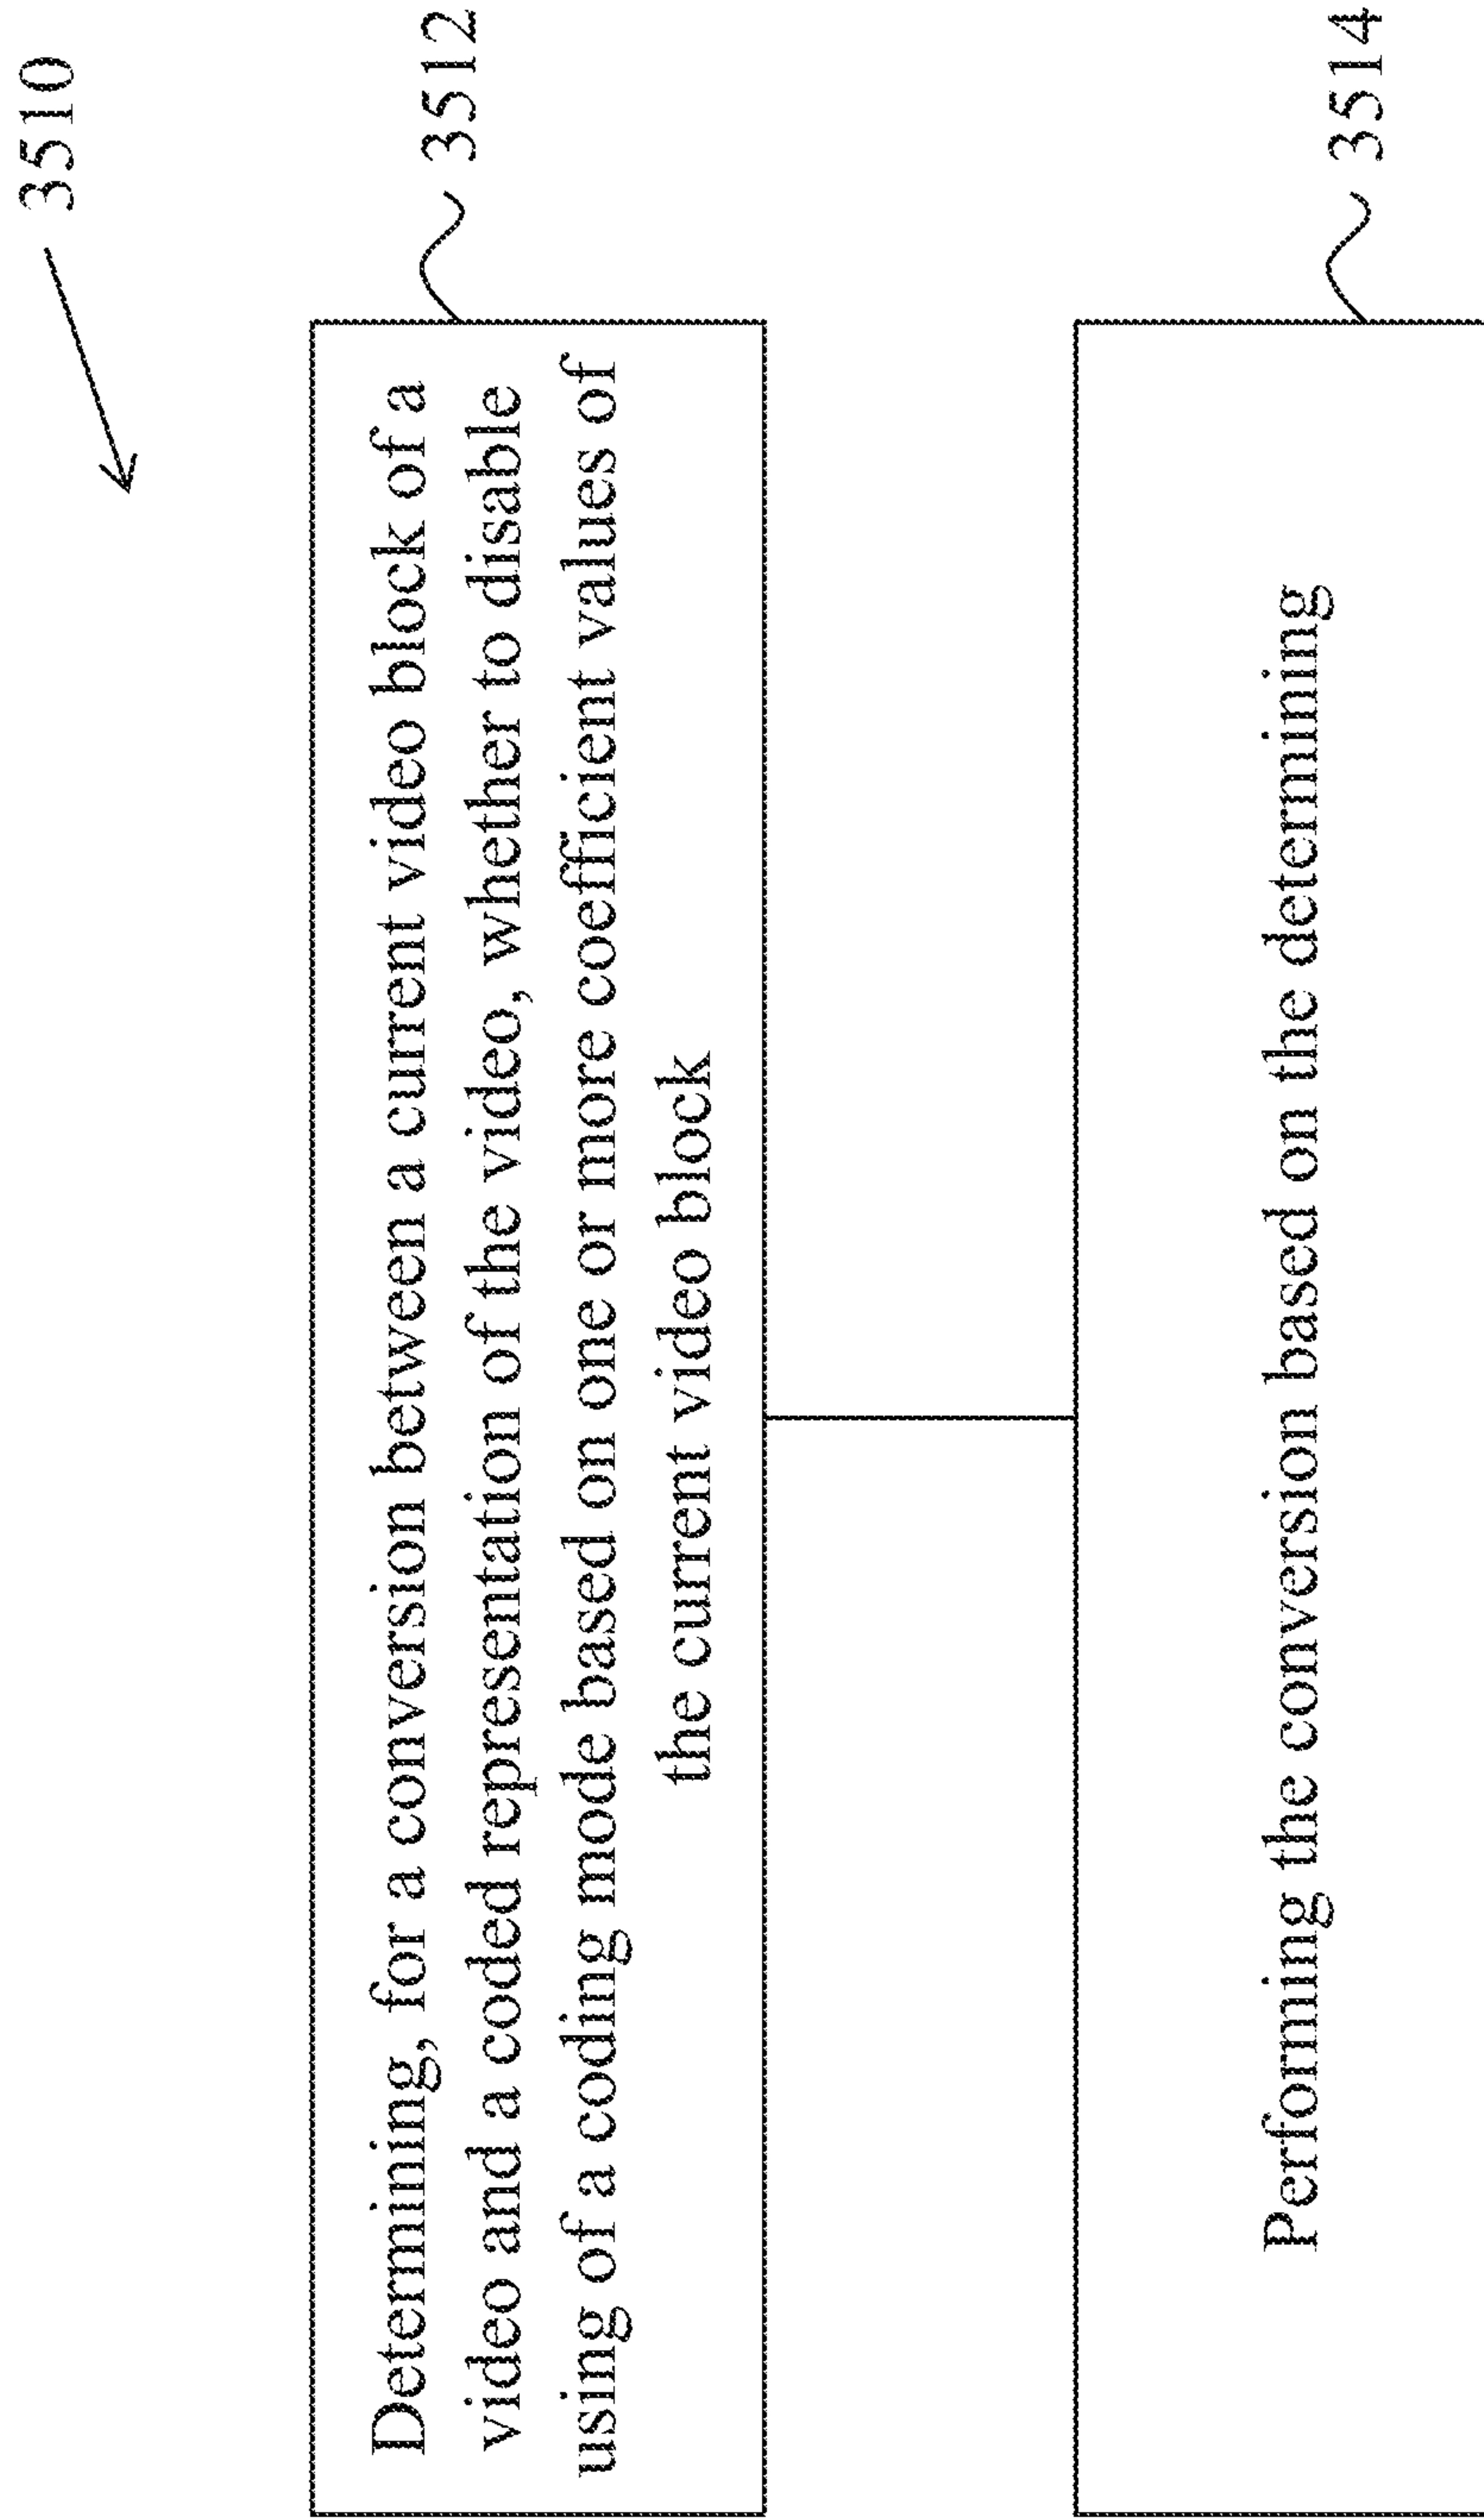 3510
Determining, for a conversion between a current video block of a
video and a coded representation of the video, whether to disable
using of a coding mode based on one or more coefficient values of
the current video block
3512
Performing the conversion based on the determining
3514